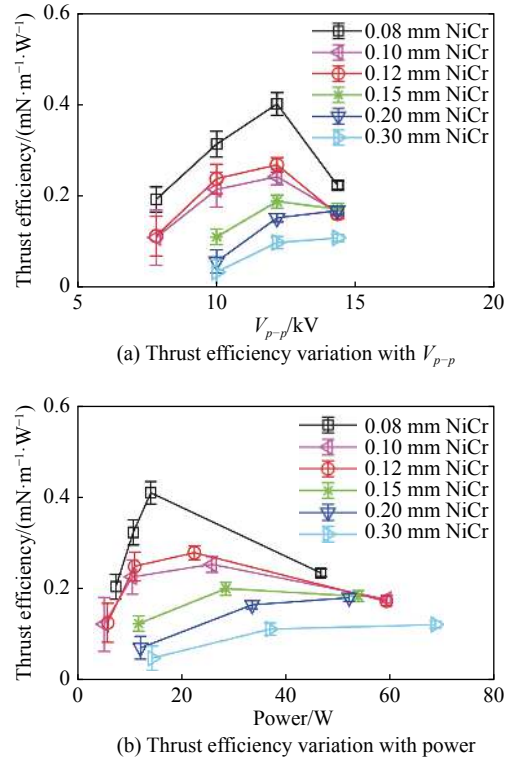 0.6
0.08 mm NiCr
0.10 mm NiCr
0.12 mm NiCr
0.15 mm NiCr
0.20 mm NiCr
0.30 mm NiCr
0.4
0.2
0
Thrust efficiency/(mN·m⁻¹·W⁻¹)
5 10 15 20
V_{p-p}/kV
(a) Thrust efficiency variation with V_{p-p}
0.6
0.08 mm NiCr
0.10 mm NiCr
0.12 mm NiCr
0.15 mm NiCr
0.20 mm NiCr
0.30 mm NiCr
0.4
0.2
0
Thrust efficiency/(mN·m⁻¹·W⁻¹)
0 20 40 60 80
Power/W
(b) Thrust efficiency variation with power